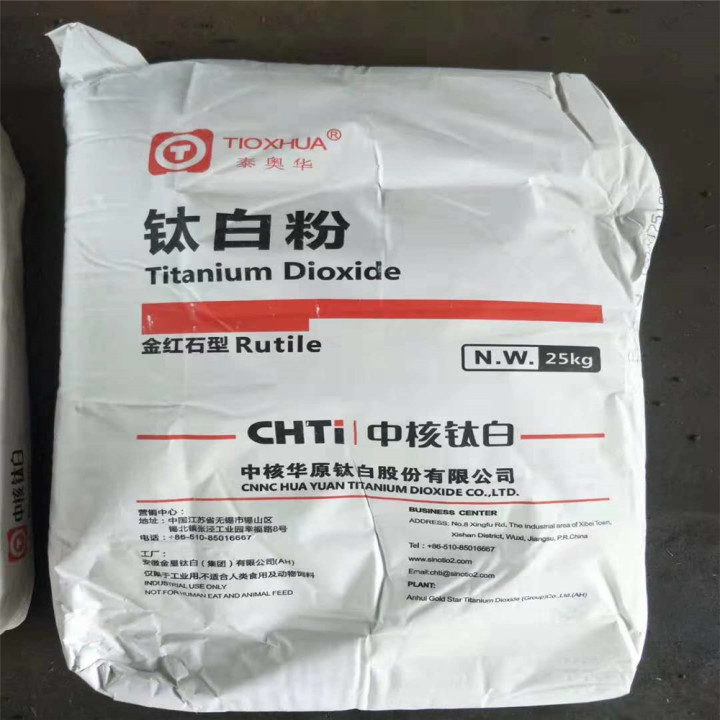 TIOXHUA®
泰奥华
钛白粉
Titanium Dioxide
金红石型 Rutile
N.W. 25kg
CHTi | 中核钛白
中核华原钛白股份有限公司
CNNC HUA YUAN TITANIUM DIOXIDE CO.,LTD.
营销中心：
地址：中国江苏省无锡市锡山区
锡北镇张泾工业园幸福路8号
电话：+86-510-85016667
工厂：
安徽金星钛白（集团）有限公司(AH)
仅限于工业用，不适合人类食用及动物饲料
INDUSTRIAL USE ONLY
NOT FOR HUMAN EAT AND ANIMAL FEED
BUSINESS CENTER
ADDRESS: No.8 Xingfu Rd, The industrial area of Xibei Town,
Xishan District, Wuxi, Jiangsu, P.R.China
Tel：+86-510-85016667
www.sinotio2.com
Email:chti@sinotio2.com
PLANT:
Anhui Gold Star Titanium Dioxide (Group)Co.,Ltd.(AH)
中核钛白